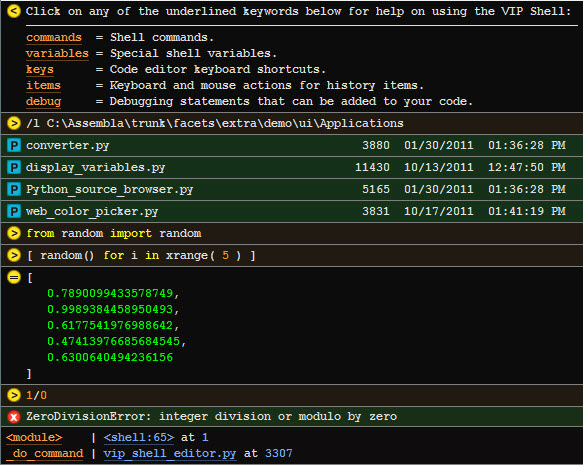 < Click on any of the underlined keywords below for help on using the VIP Shell:
commands = Shell commands.
variables = Special shell variables.
keys = Code editor keyboard shortcuts.
items = Keyboard and mouse actions for history items.
debug = Debugging statements that can be added to your code.
> /l C:\Assembla\trunk\facets\extra\demo\ui\Applications
P converter.py 3880 01/30/2011 01:36:28 PM
P display_variables.py 11430 10/13/2011 12:47:50 PM
P Python_source_browser.py 5165 01/30/2011 01:36:28 PM
P web_color_picker.py 3831 10/17/2011 01:41:19 PM
> from random import random
> [ random() for i in xrange( 5 ) ]
= [
0.7890099433578749,
0.9989384458950493,
0.6177541976988642,
0.47413976685684545,
0.6300640494236156
]
> 1/0
x ZeroDivisionError: integer division or modulo by zero
<module> | <shell:65> at 1
_do_command | vip_shell_editor.py at 3307